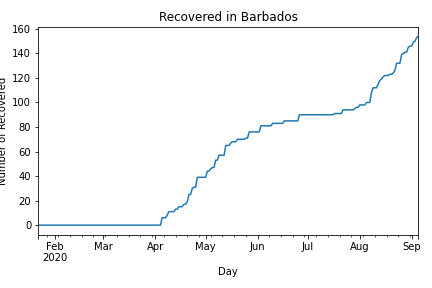 Recovered in Barbados
160
140
120
100
80
60
40
20
0
Number of Recovered
Feb Mar Apr May Jun Jul Aug Sep
2020
Day